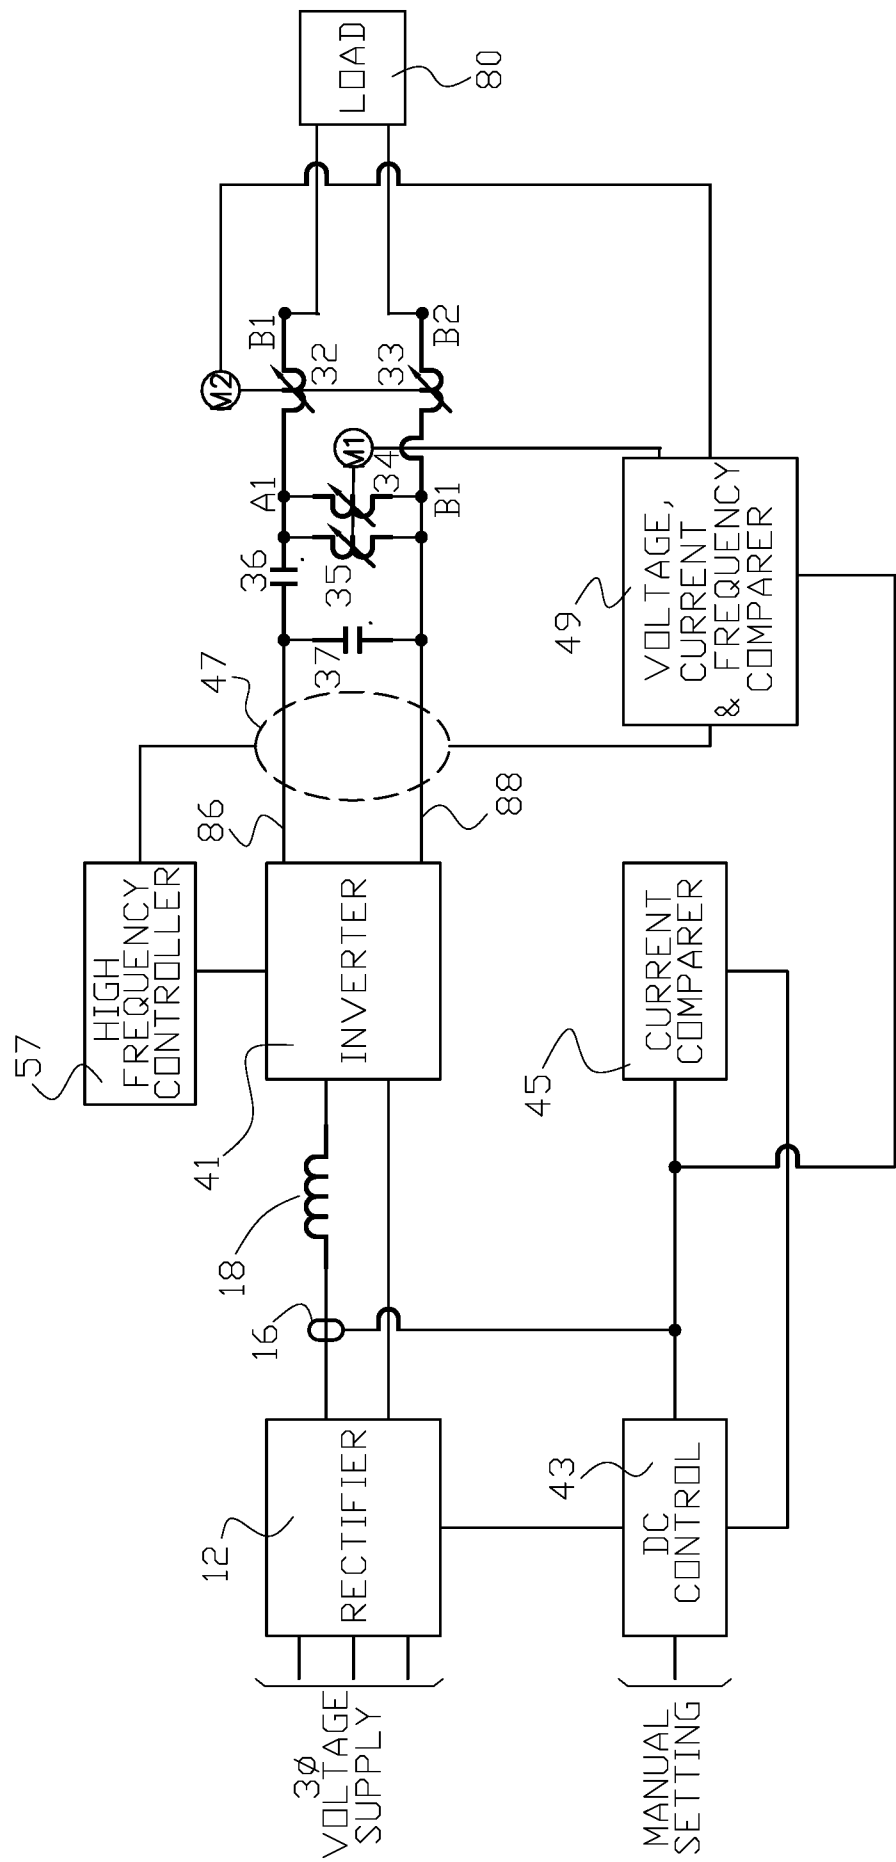 57
HIGH
FREQUENCY
CONTROLLER
47
86
M2
B1
A1
36
32
12
RECTIFIER
16
18
41
INVERTER
37
35
34
M1
33
LOAD
80
88
B1
B2
3Ø
VOLTAGE
SUPPLY
43
DC
CONTROL
45
CURRENT
COMPARER
49
VOLTAGE,
CURRENT
& FREQUENCY
COMPARER
MANUAL
SETTING